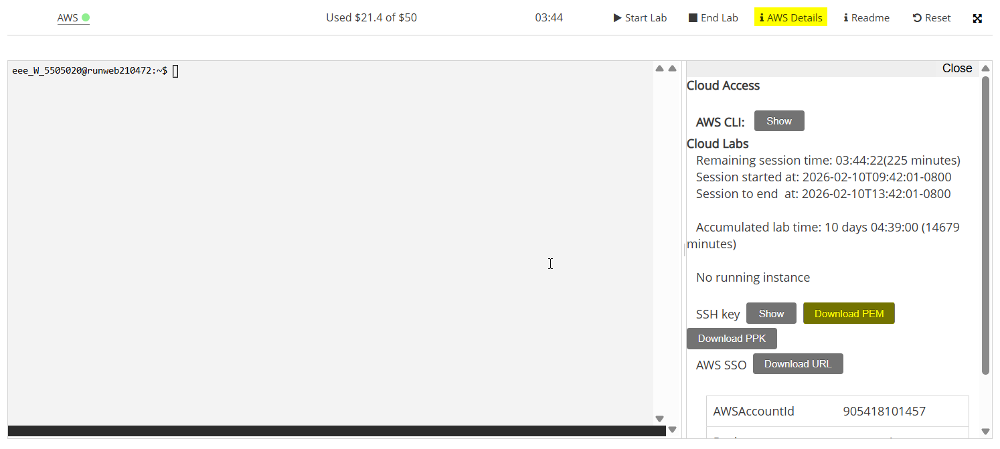 AWS
Used $21.4 of $50
03:44
Start Lab
End Lab
AWS Details
Readme
Reset
eee_W_5505020@runweb210472:~$
Close
Cloud Access
AWS CLI: Show
Cloud Labs
Remaining session time: 03:44:22(225 minutes)
Session started at: 2026-02-10T09:42:01-0800
Session to end at: 2026-02-10T13:42:01-0800
Accumulated lab time: 10 days 04:39:00 (14679
minutes)
No running instance
SSH key Show Download PEM
Download PPK
AWS SSO Download URL
AWSAccountId 905418101457